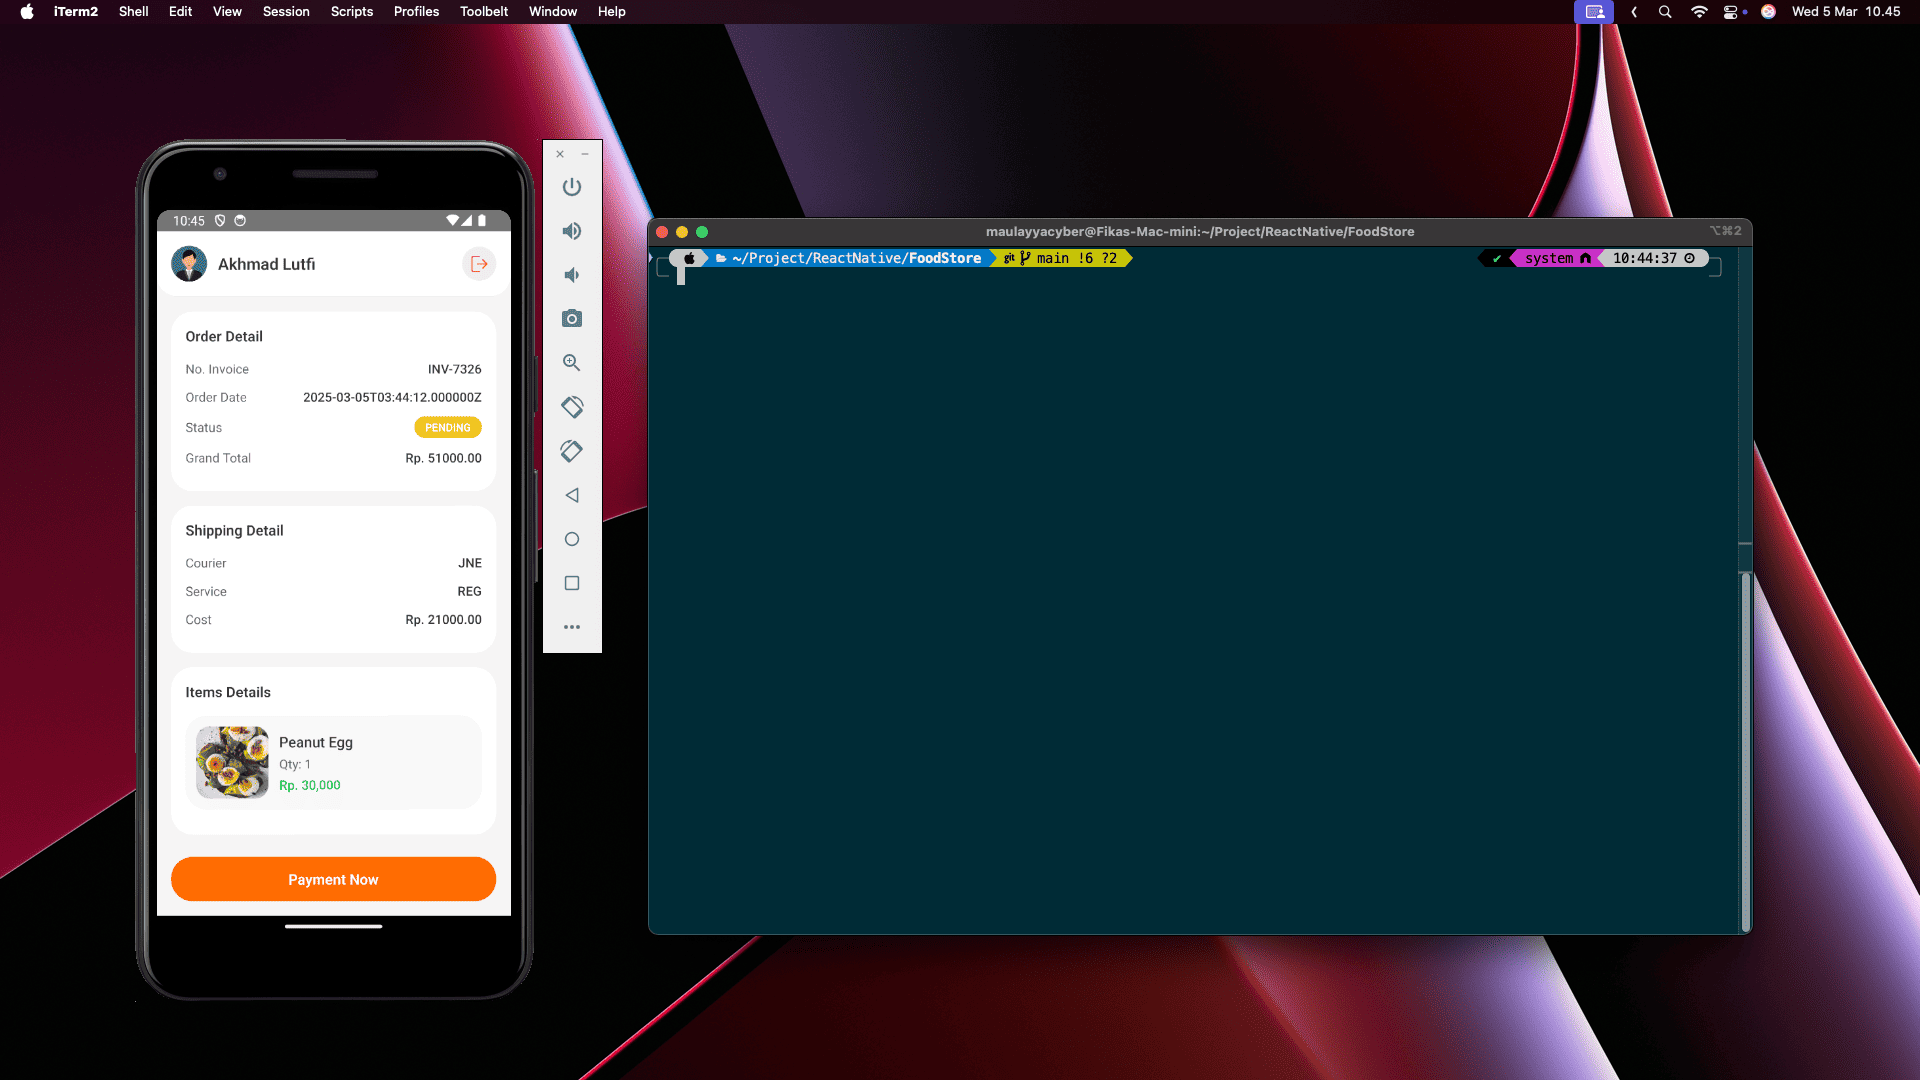 iTerm2 Shell Edit View Session Scripts Profiles Toolbelt Window Help Wed 5 Mar 10.45
10:45
Akhmad Lutfi
Order Detail
No. Invoice INV-7326
Order Date 2025-03-05T03:44:12.000000Z
Status PENDING
Grand Total Rp. 51000.00
Shipping Detail
Courier JNE
Service REG
Cost Rp. 21000.00
Items Details
Peanut Egg
Qty: 1
Rp. 30,000
Payment Now
maulayyacyber@Fikas-Mac-mini:~/Project/ReactNative/FoodStore ⌥⌘2
~/Project/ReactNative/FoodStore git main !6 ?2 ✔ system 10:44:37